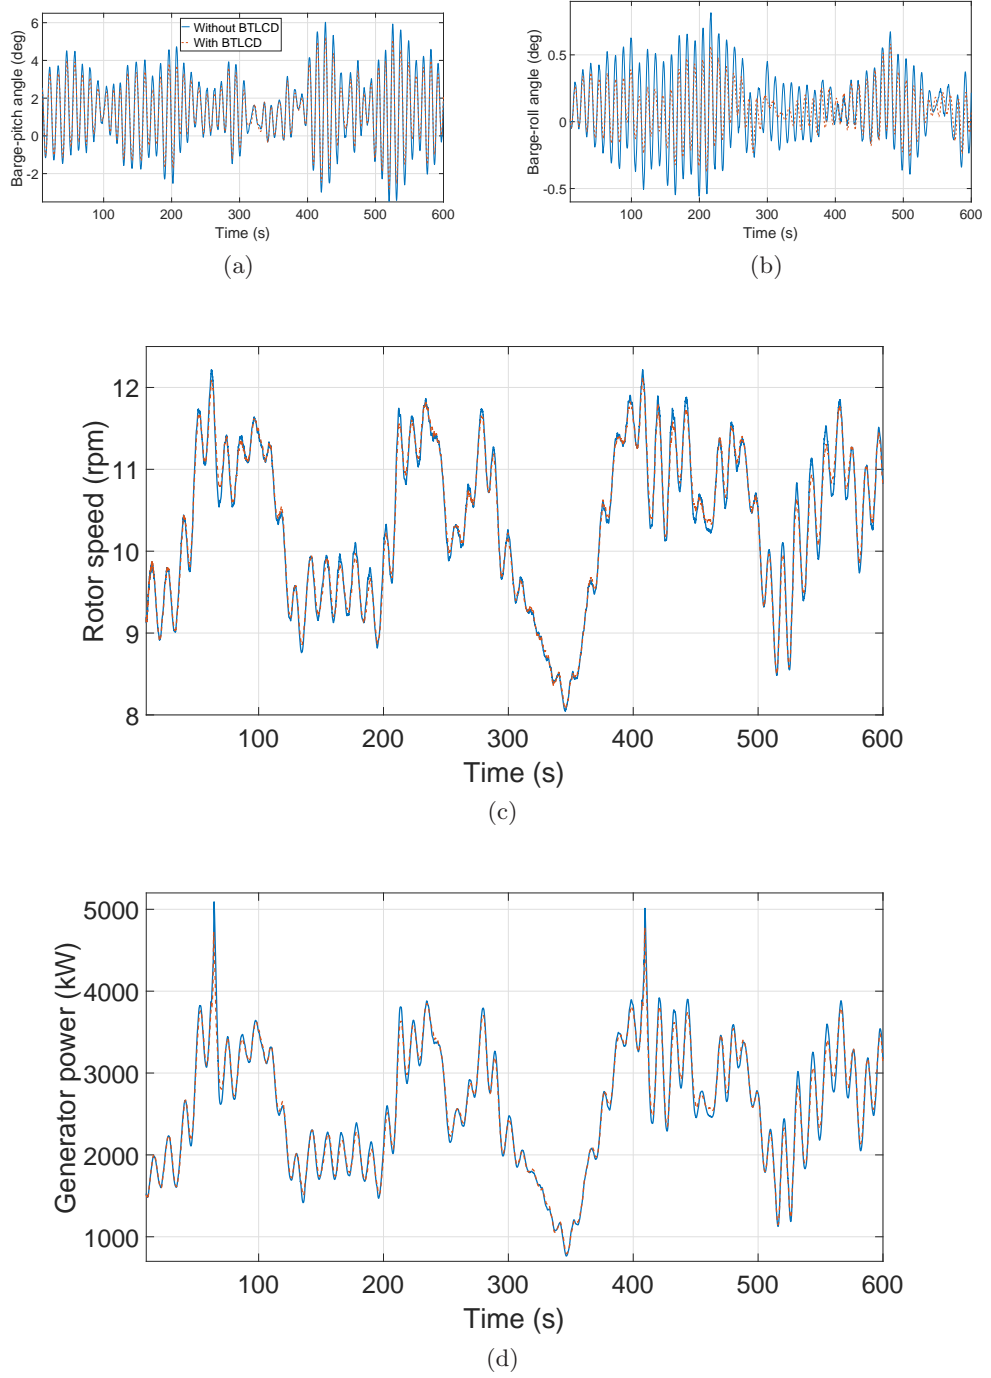 Barge-pitch angle (deg)
6
4
2
0
-2
Without BTLCD
With BTLCD
100 200 300 400 500 600
Time (s)
(a)
Barge-roll angle (deg)
0.5
0
-0.5
100 200 300 400 500 600
Time (s)
(b)
Rotor speed (rpm)
12
11
10
9
8
100 200 300 400 500 600
Time (s)
(c)
Generator power (kW)
5000
4000
3000
2000
1000
100 200 300 400 500 600
Time (s)
(d)